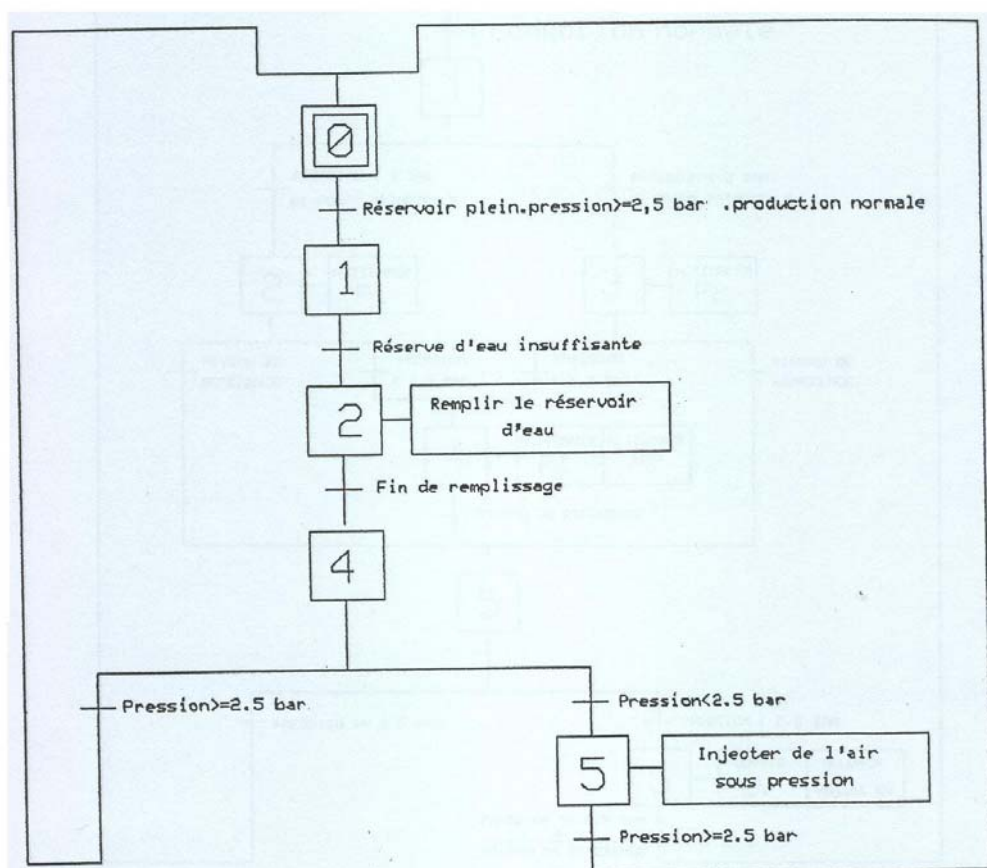 0
Réservoir plein.pression>=2,5 bar .production normale
1
Réserve d'eau insuffisante
2
Remplir le réservoir
d'eau
Fin de remplissage
4
Pression>=2.5 bar
Pression<2.5 bar
5
Injecter de l'air
sous pression
Pression>=2.5 bar